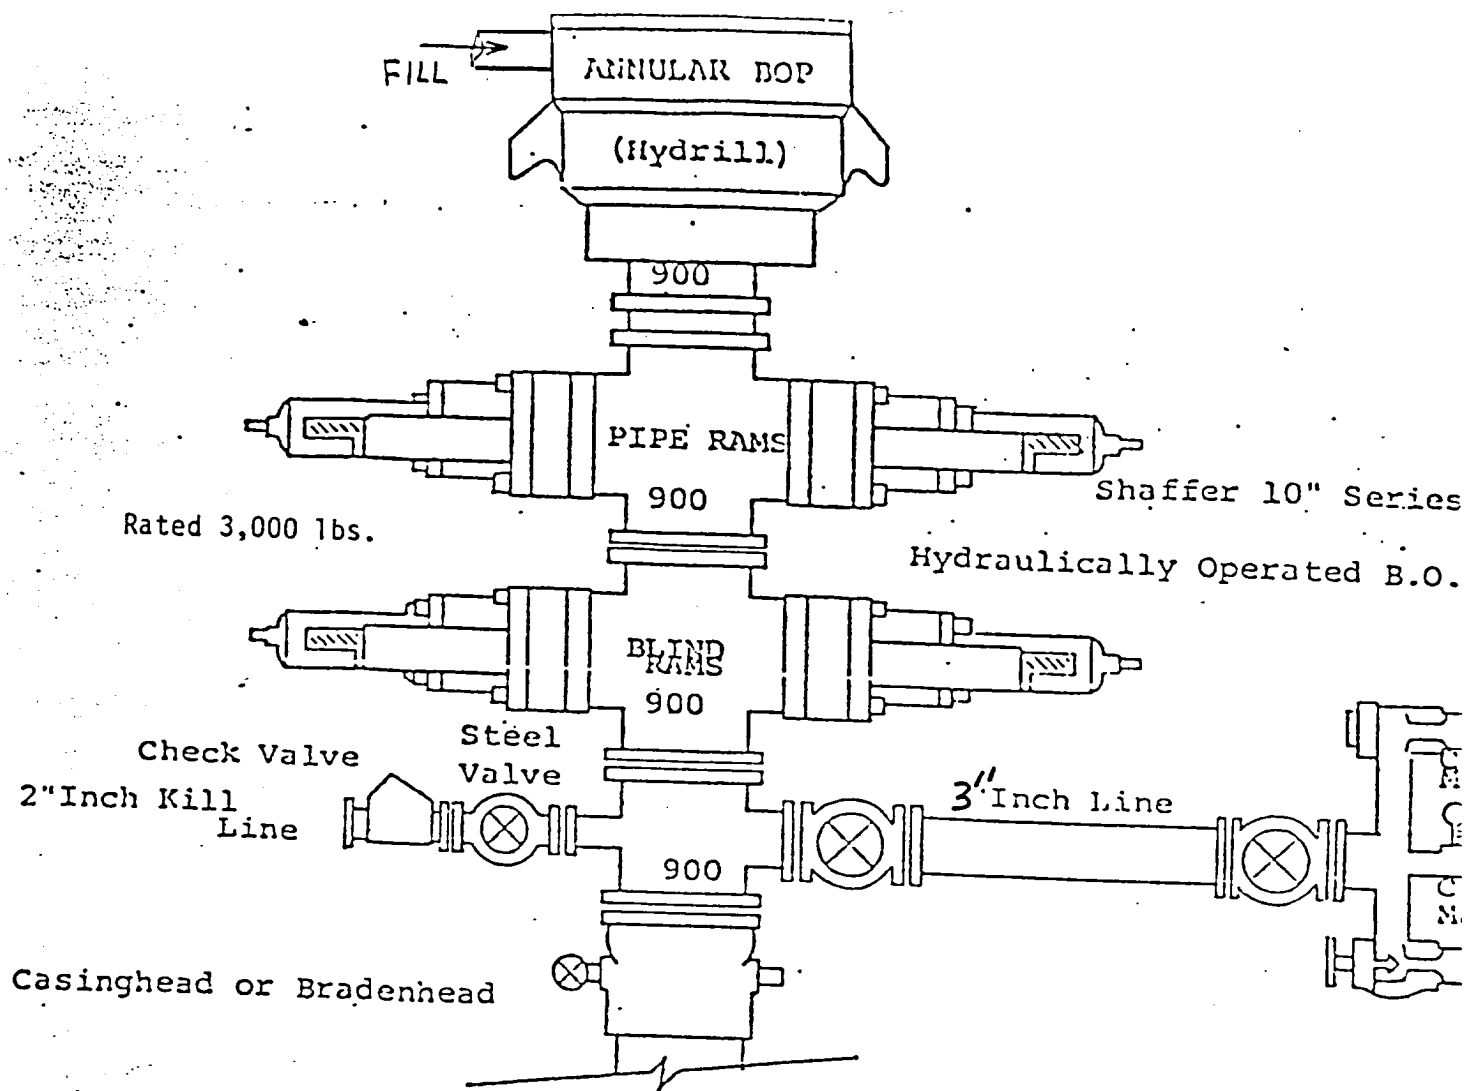 FILL
ANNULAR BOP
(Hydrill)
900
PIPE RAMS
900
Shaffer 10" Series
Rated 3,000 lbs.
Hydraulically Operated B.O.
BLIND
RAMS
900
Check Valve
Steel
Valve
2"Inch Kill
Line
3"Inch Line
900
Casinghead or Bradenhead